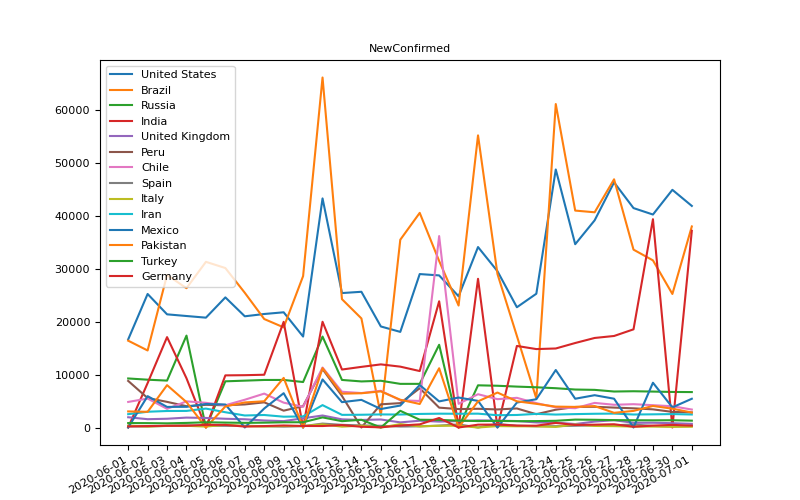 NewConfirmed
United States
Brazil
Russia
India
United Kingdom
Peru
Chile
Spain
Italy
Iran
Mexico
Pakistan
Turkey
Germany
60000
50000
40000
30000
20000
10000
0
2020-06-01
2020-06-02
2020-06-03
2020-06-04
2020-06-05
2020-06-06
2020-06-07
2020-06-08
2020-06-09
2020-06-10
2020-06-12
2020-06-13
2020-06-14
2020-06-15
2020-06-16
2020-06-17
2020-06-18
2020-06-19
2020-06-20
2020-06-21
2020-06-22
2020-06-23
2020-06-24
2020-06-25
2020-06-26
2020-06-27
2020-06-28
2020-06-29
2020-06-30
2020-07-01